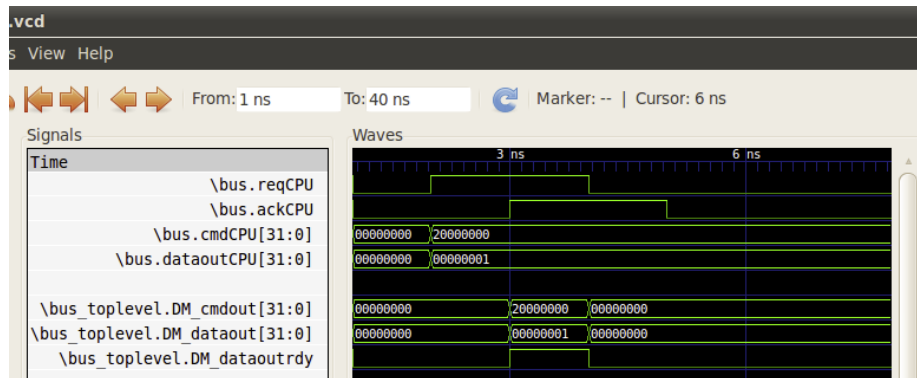 .vcd
s View Help
From: 1 ns To: 40 ns Marker: -- | Cursor: 6 ns
Signals Waves
Time 3 ns 6 ns
\bus.reqCPU
\bus.ackCPU
\bus.cmdCPU[31:0] 00000000 20000000
\bus.dataoutCPU[31:0] 00000000 00000001
\bus_toplevel.DM_cmdout[31:0] 00000000 20000000 00000000
\bus_toplevel.DM_dataout[31:0] 00000000 00000001 00000000
\bus_toplevel.DM_dataoutrdy